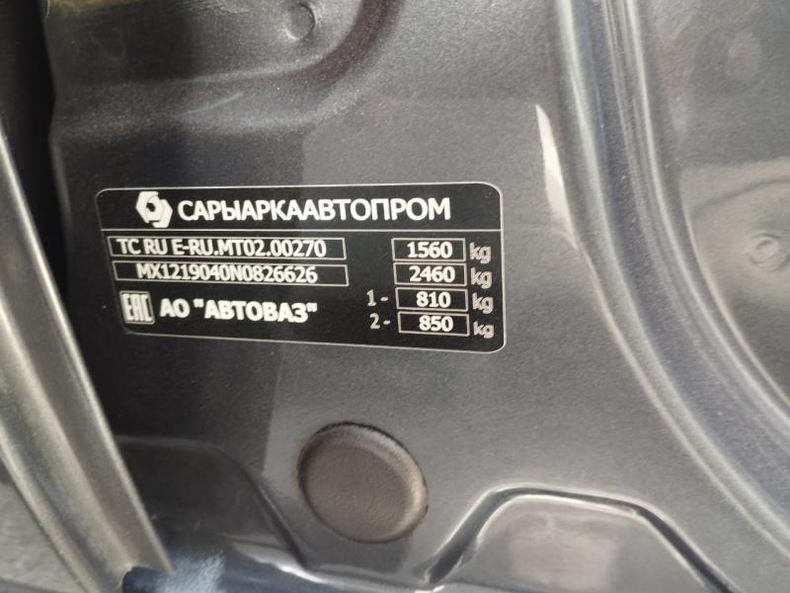 САРЫАРКААВТОПРОМ
TC RU E-RU.MT02.00270 1560 kg
MX1219040N0826626 2460 kg
1- 810 kg
EAC АО "АВТОВАЗ"
2- 850 kg